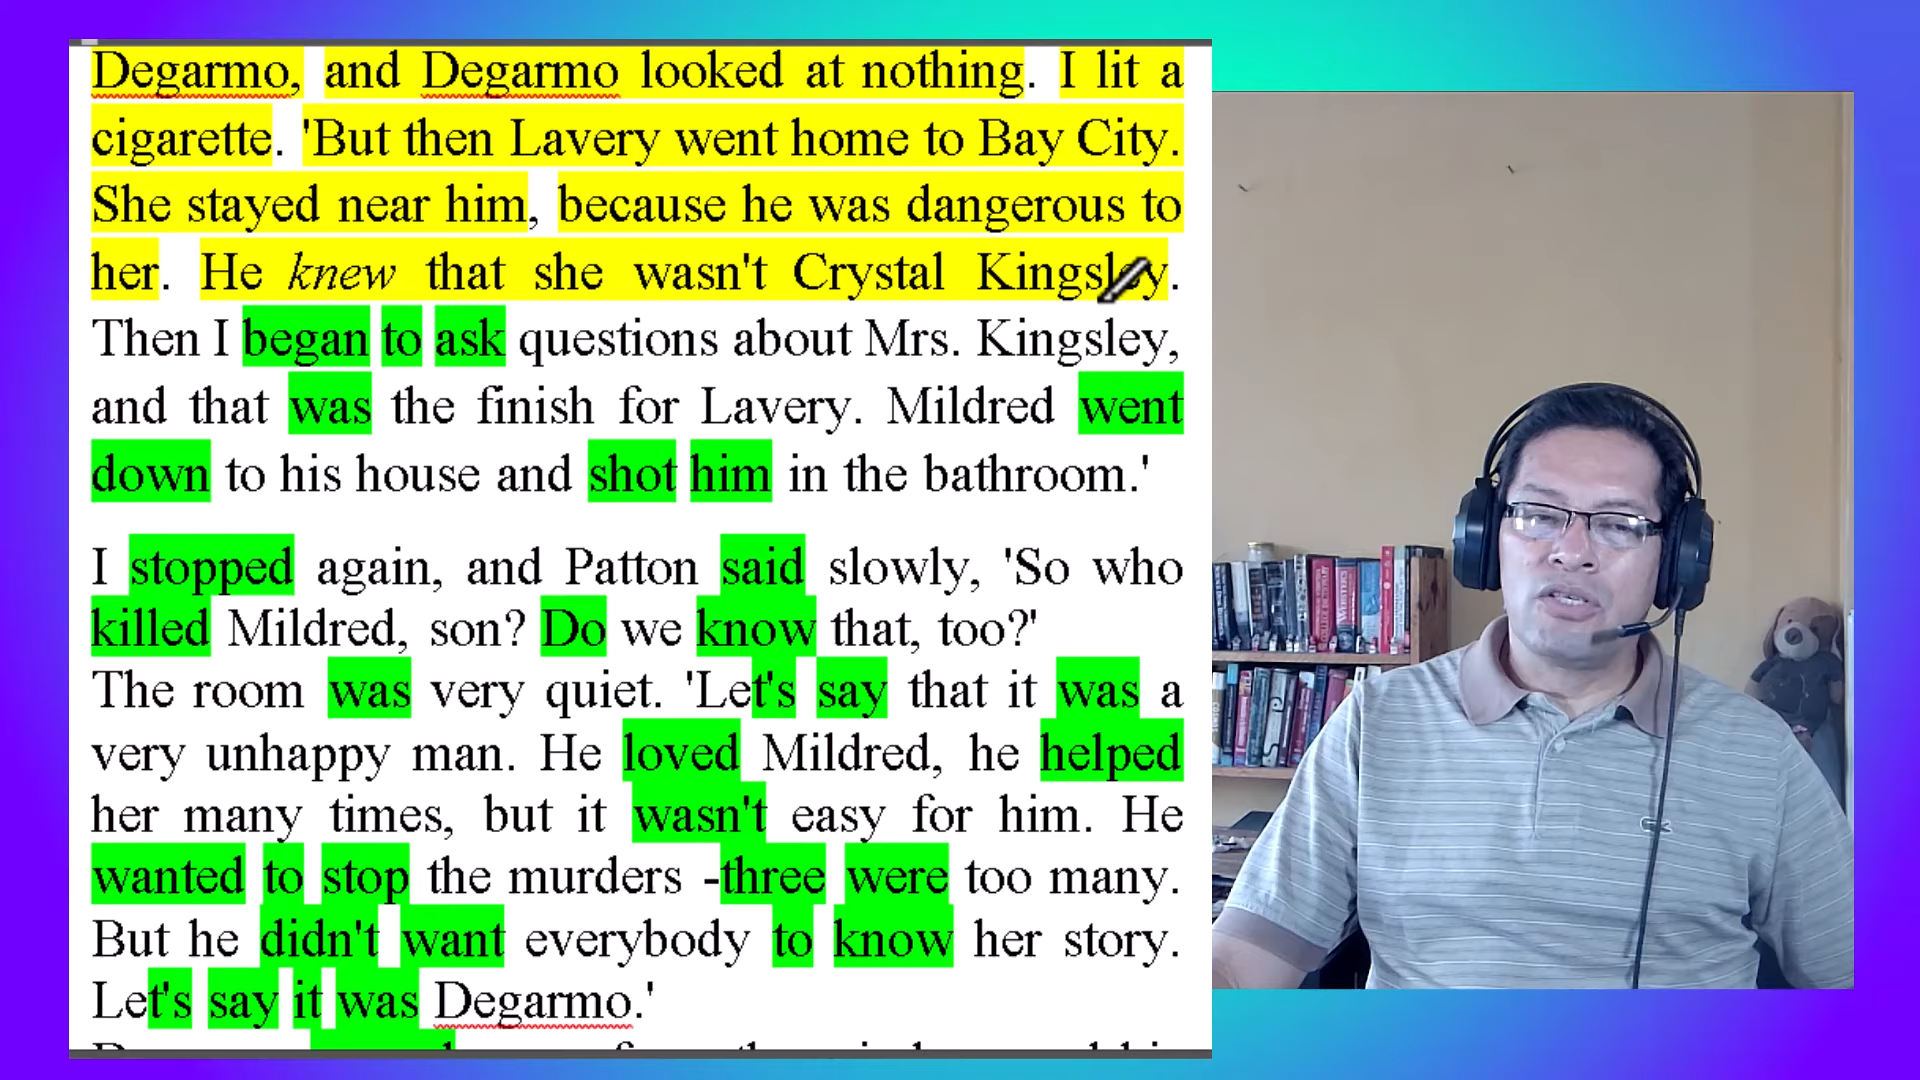 Degarmo, and Degarmo looked at nothing. I lit a
cigarette. 'But then Lavery went home to Bay City.
She stayed near him, because he was dangerous to
her. He knew that she wasn't Crystal Kingsley.
Then I began to ask questions about Mrs. Kingsley,
and that was the finish for Lavery. Mildred went
down to his house and shot him in the bathroom.'
I stopped again, and Patton said slowly, 'So who
killed Mildred, son? Do we know that, too?'
The room was very quiet. 'Let's say that it was a
very unhappy man. He loved Mildred, he helped
her many times, but it wasn't easy for him. He
wanted to stop the murders -three were too many.
But he didn't want everybody to know her story.
Let's say it was Degarmo.'